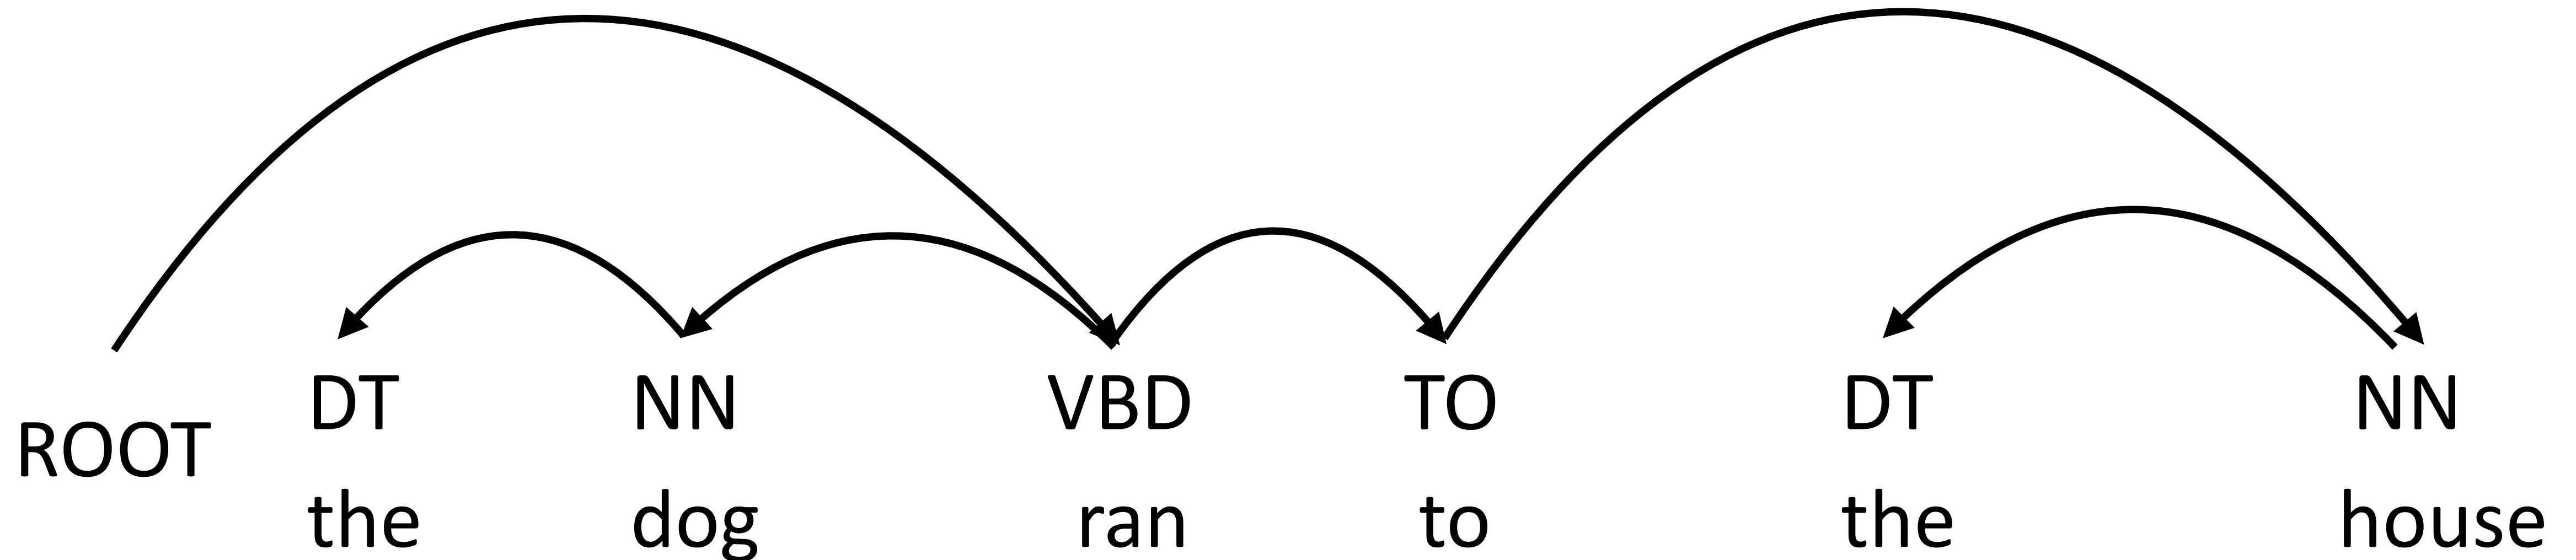 DT NN VBD TO DT NN
ROOT
the dog ran to the house